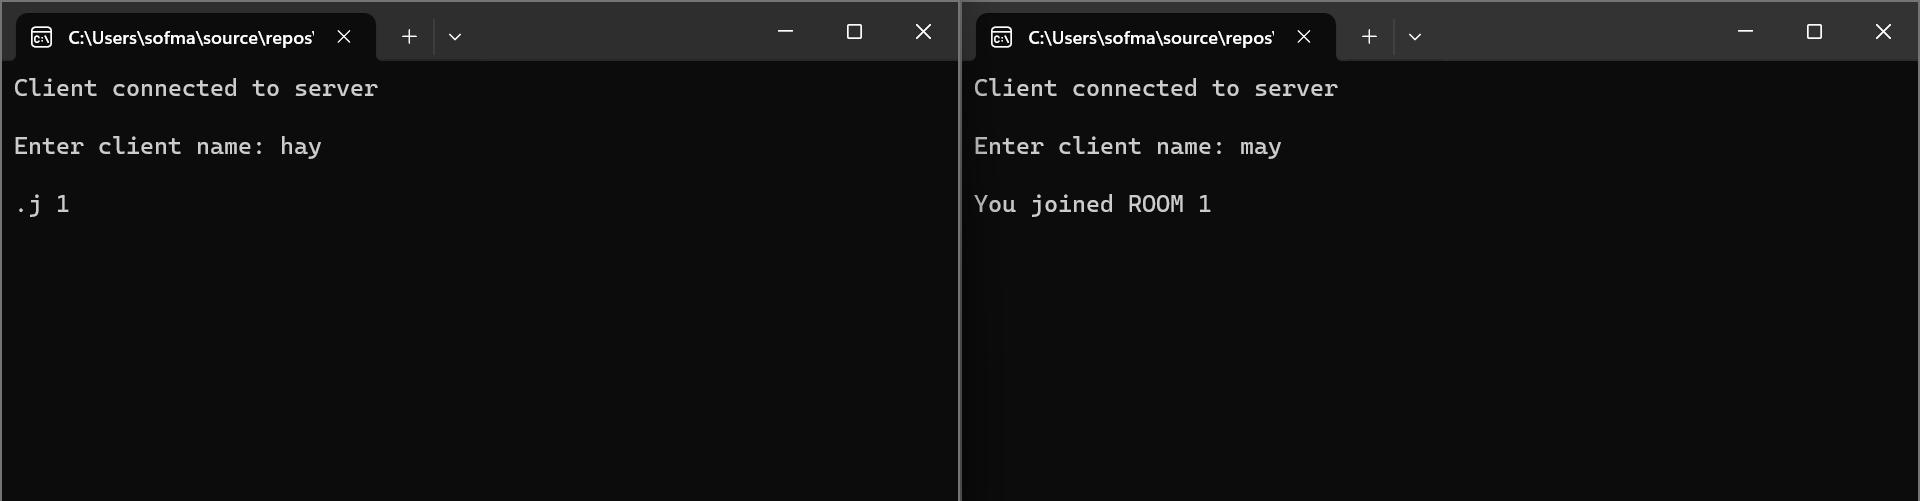 C:\Users\sofma\source\repos\
Client connected to server
Enter client name: hay
.j 1
C:\Users\sofma\source\repos\
Client connected to server
Enter client name: may
You joined ROOM 1